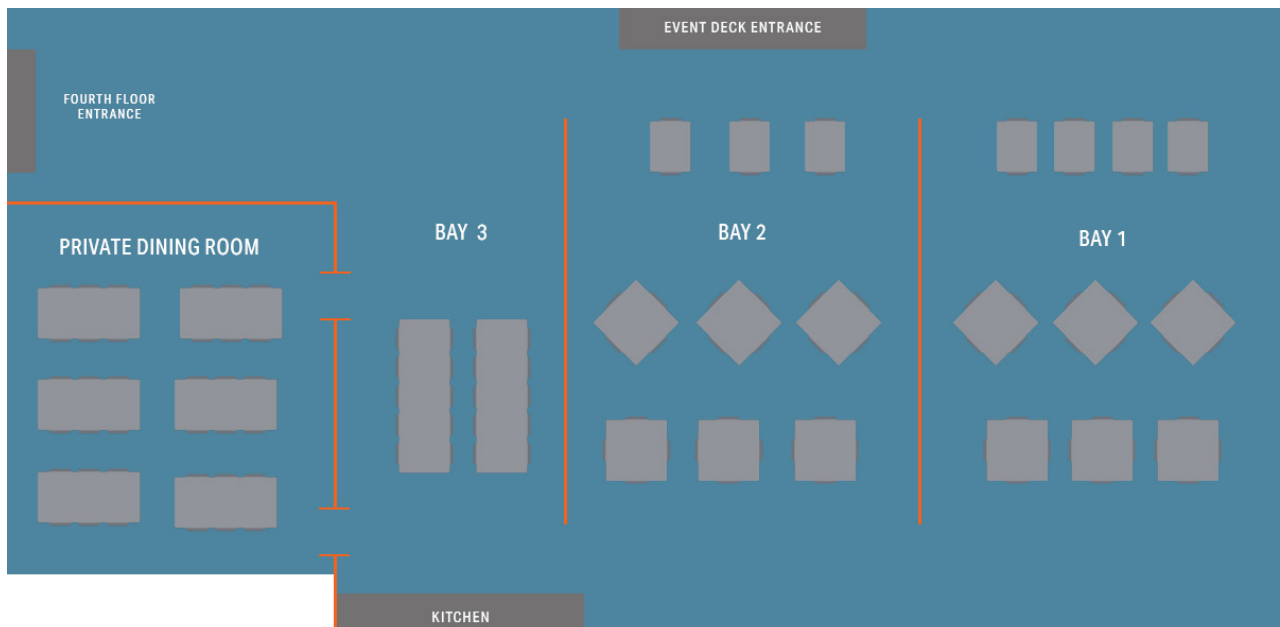 EVENT DECK ENTRANCE
FOURTH FLOOR
ENTRANCE
PRIVATE DINING ROOM
BAY 3
BAY 2
BAY 1
KITCHEN